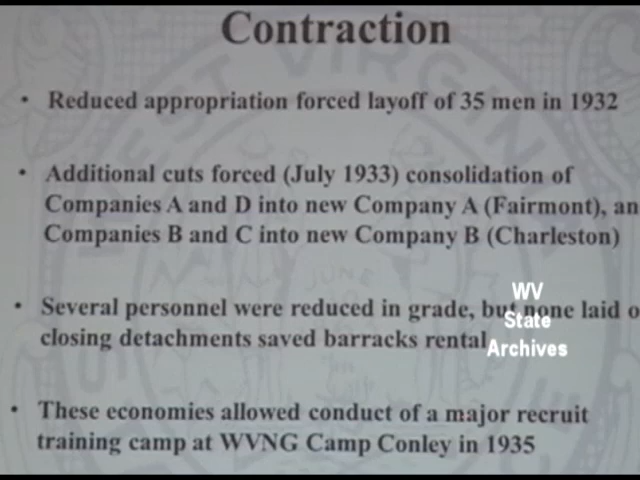 Contraction
• Reduced appropriation forced layoff of 35 men in 1932
• Additional cuts forced (July 1933) consolidation of
Companies A and D into new Company A (Fairmont), an
Companies B and C into new Company B (Charleston)
• Several personnel were reduced in grade, but none laid o
closing detachments saved barracks rental
• These economies allowed conduct of a major recruit
training camp at WVNG Camp Conley in 1935
WV
State
Archives
WEST VIRGINI
JUNE